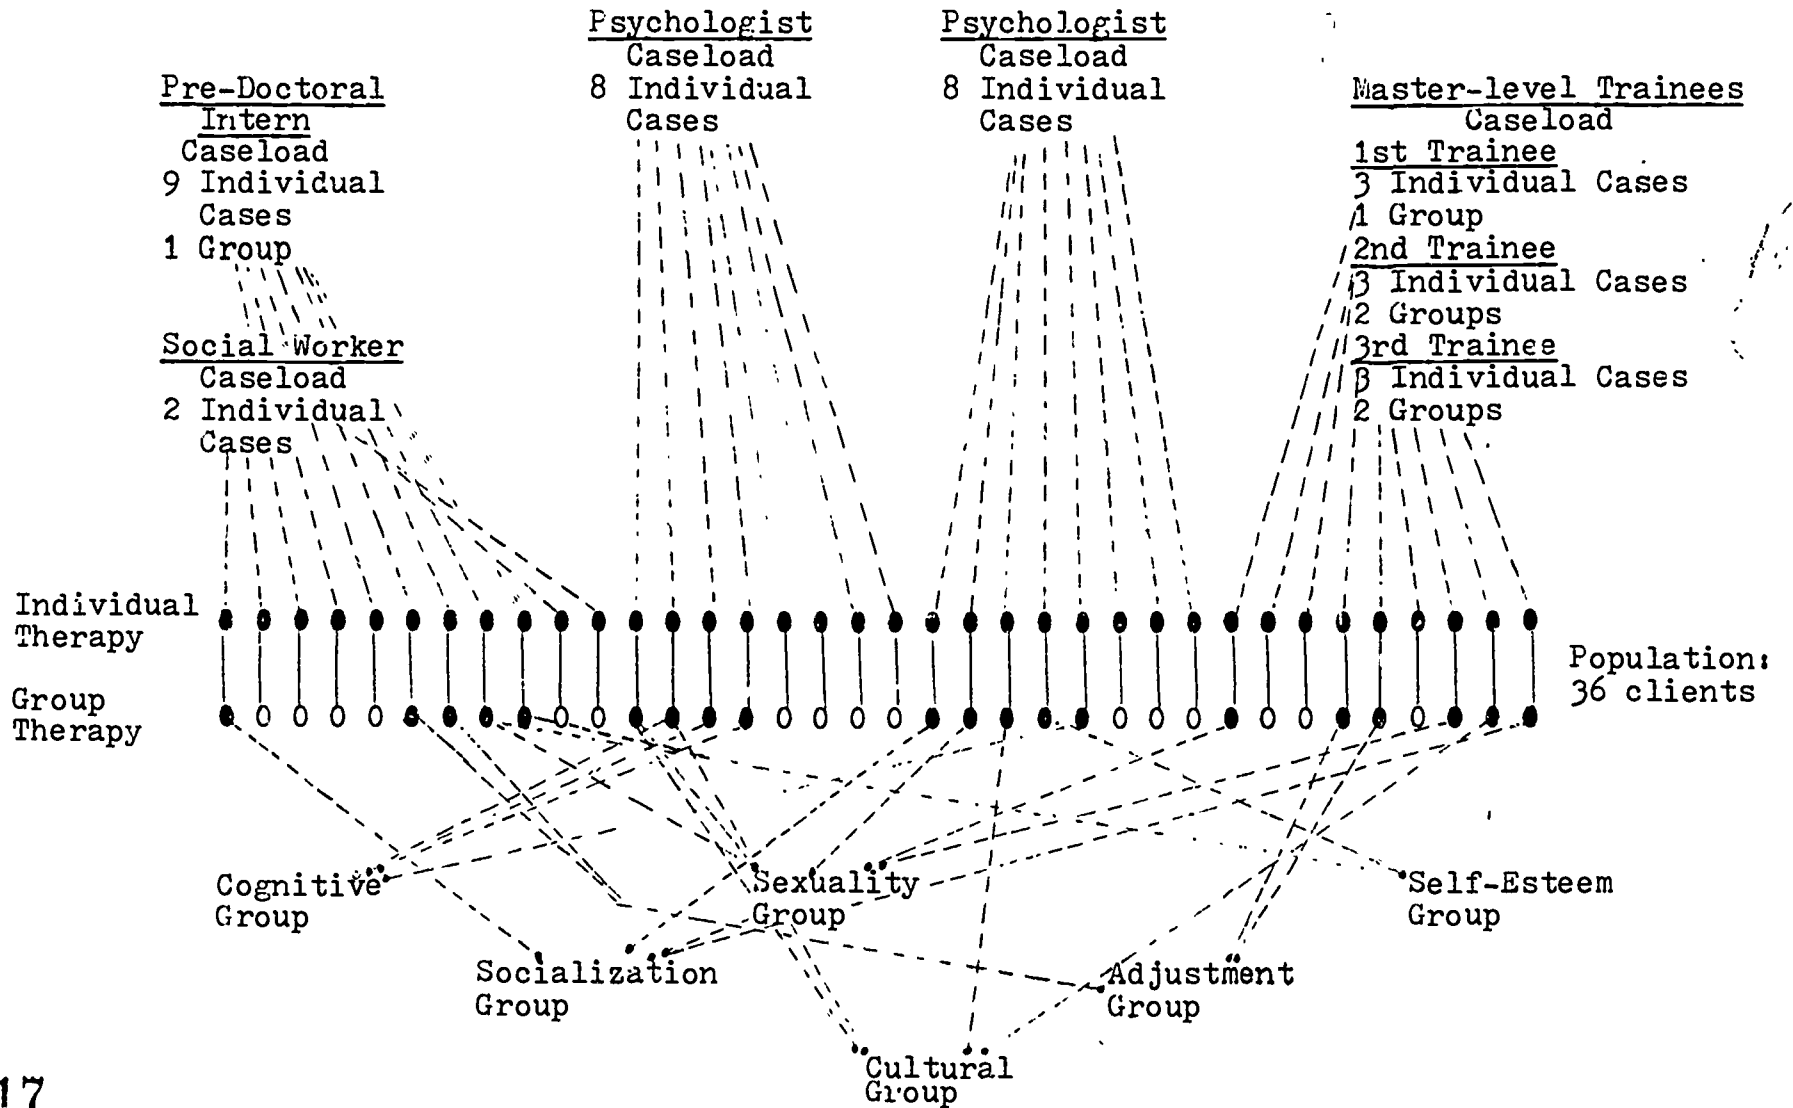 Pre-Doctoral
Intern
Caseload
9 Individual
Cases
1 Group
Social Worker
Caseload
2 Individual
Cases
Psychologist
Caseload
8 Individual
Cases
Psychologist
Caseload
8 Individual
Cases
Master-level Trainees
Caseload
1st Trainee
3 Individual Cases
1 Group
2nd Trainee
3 Individual Cases
2 Groups
3rd Trainee
3 Individual Cases
2 Groups
Individual
Therapy
Group
Therapy
Population:
36 clients
Cognitive
Group
Socialization
Group
Sexuality
Group
Cultural
Group
Adjustment
Group
Self-Esteem
Group
17